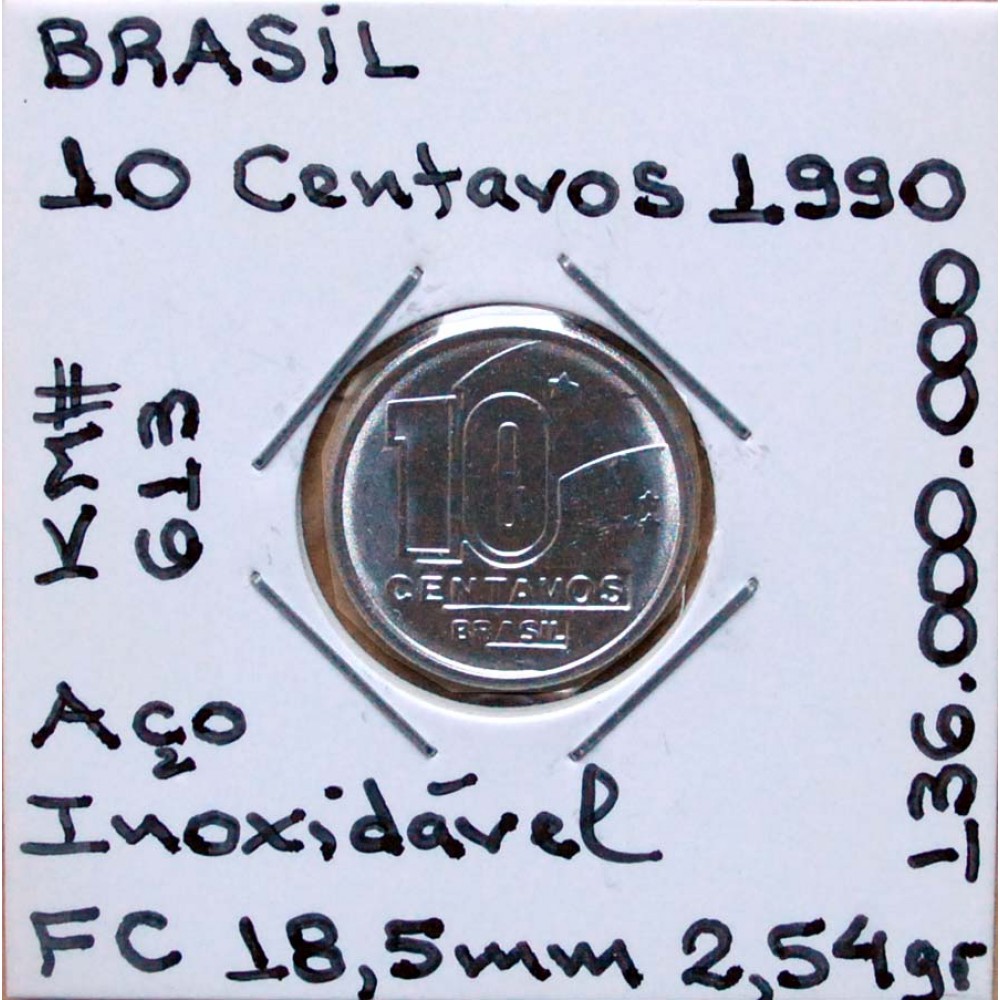 BRASIL
10 Centavos 1990
136.000.000
KM#
613
10
CENTAVOS
BRASIL
Aço
Inoxidável
FC 18,5mm 2,54gr